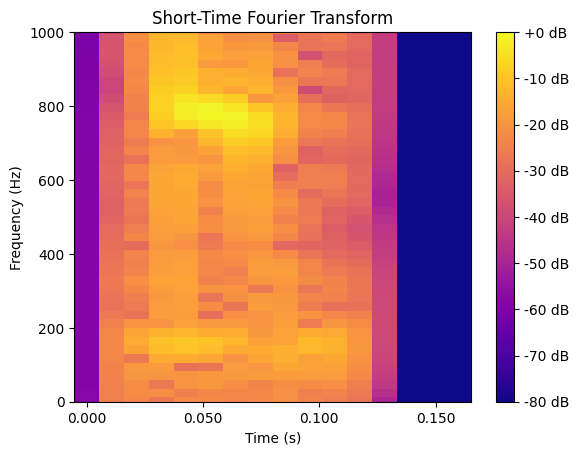 Short-Time Fourier Transform
1000
800
600
400
200
0
Frequency (Hz)
0.000
0.050
0.100
0.150
Time (s)
+0 dB
-10 dB
-20 dB
-30 dB
-40 dB
-50 dB
-60 dB
-70 dB
-80 dB